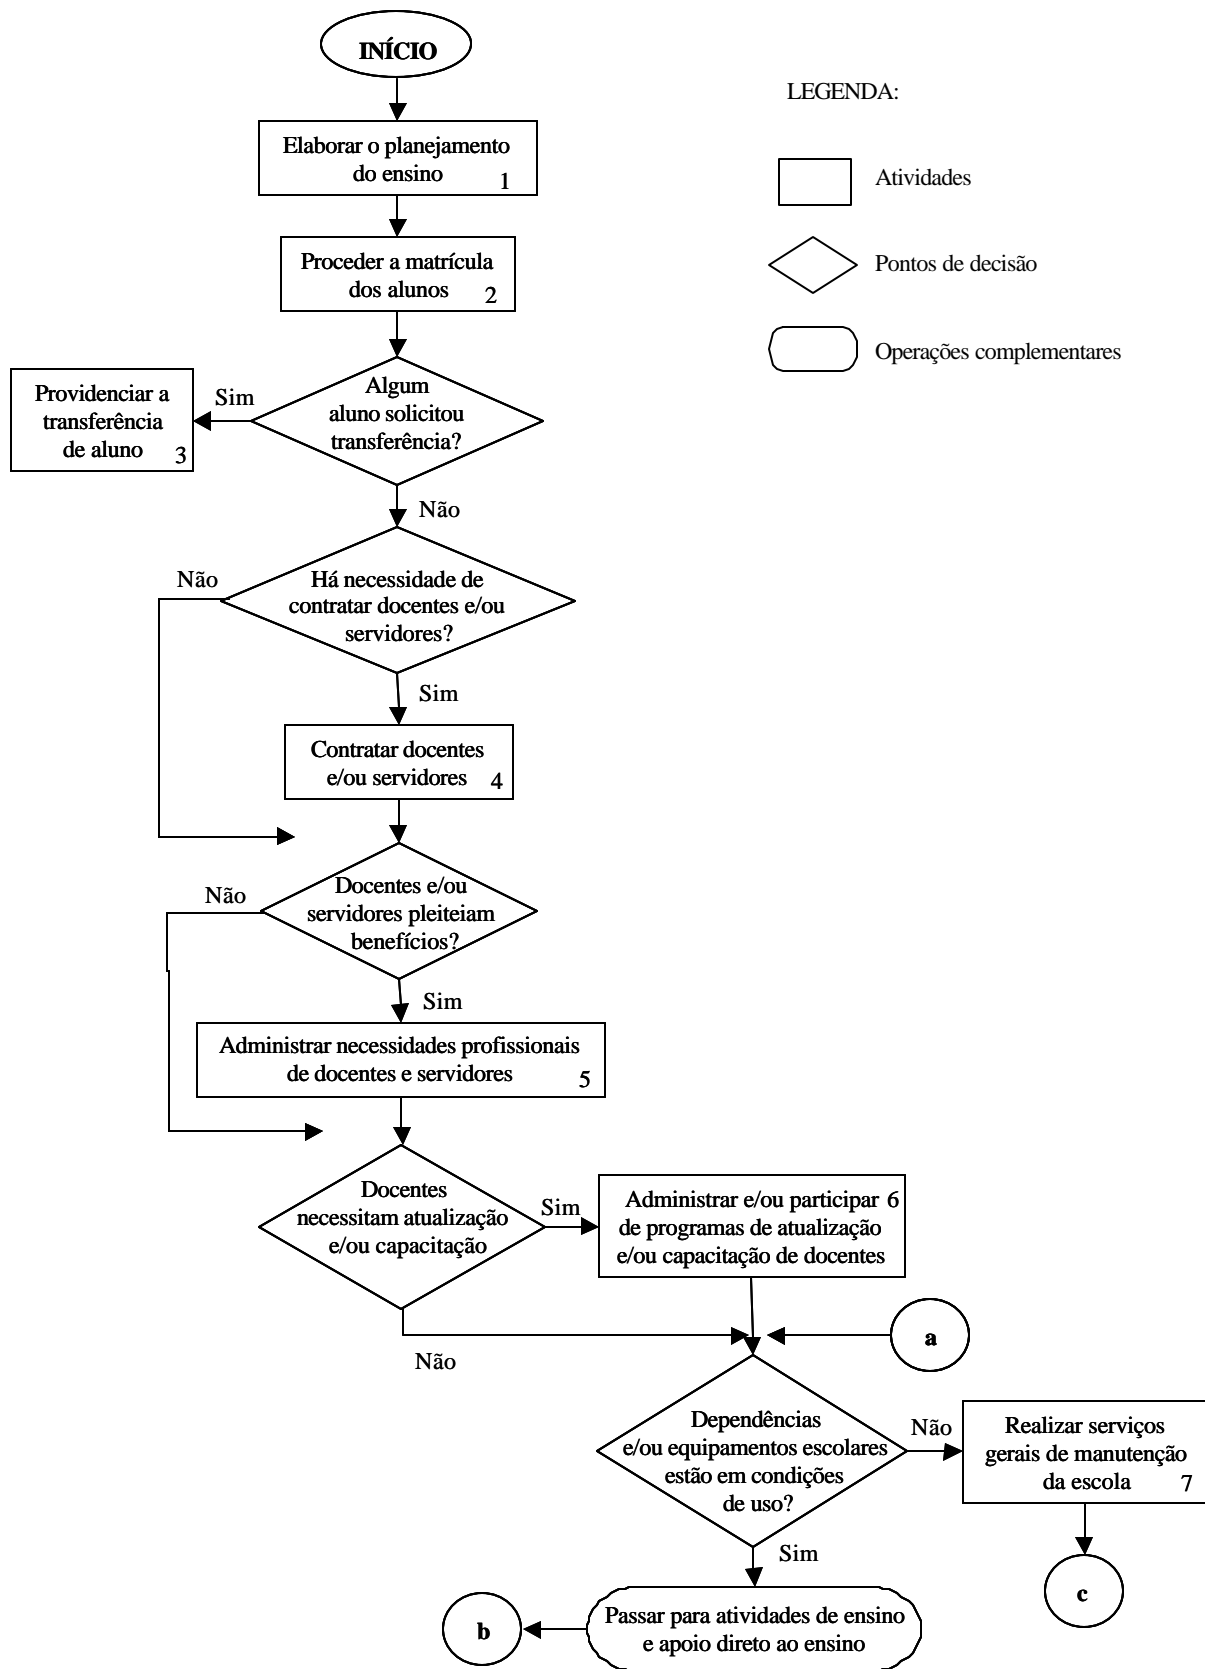 INÍCIO
LEGENDA:
Elaborar o planejamento
do ensino 1
Atividades
Proceder a matrícula
dos alunos 2
Pontos de decisão
Operações complementares
Algum
aluno solicitou
transferência?
Sim
Providenciar a
transferência
de aluno 3
Não
Há necessidade de
contratar docentes e/ou
servidores?
Não
Sim
Contratar docentes
e/ou servidores 4
Docentes e/ou
servidores pleiteiam
benefícios?
Não
Sim
Administrar necessidades profissionais
de docentes e servidores 5
Docentes
necessitam atualização
e/ou capacitação
Sim
Administrar e/ou participar 6
de programas de atualização
e/ou capacitação de docentes
a
Não
Dependências
e/ou equipamentos escolares
estão em condições
de uso?
Não
Realizar serviços
gerais de manutenção
da escola 7
Sim
c
Passar para atividades de ensino
e apoio direto ao ensino
b